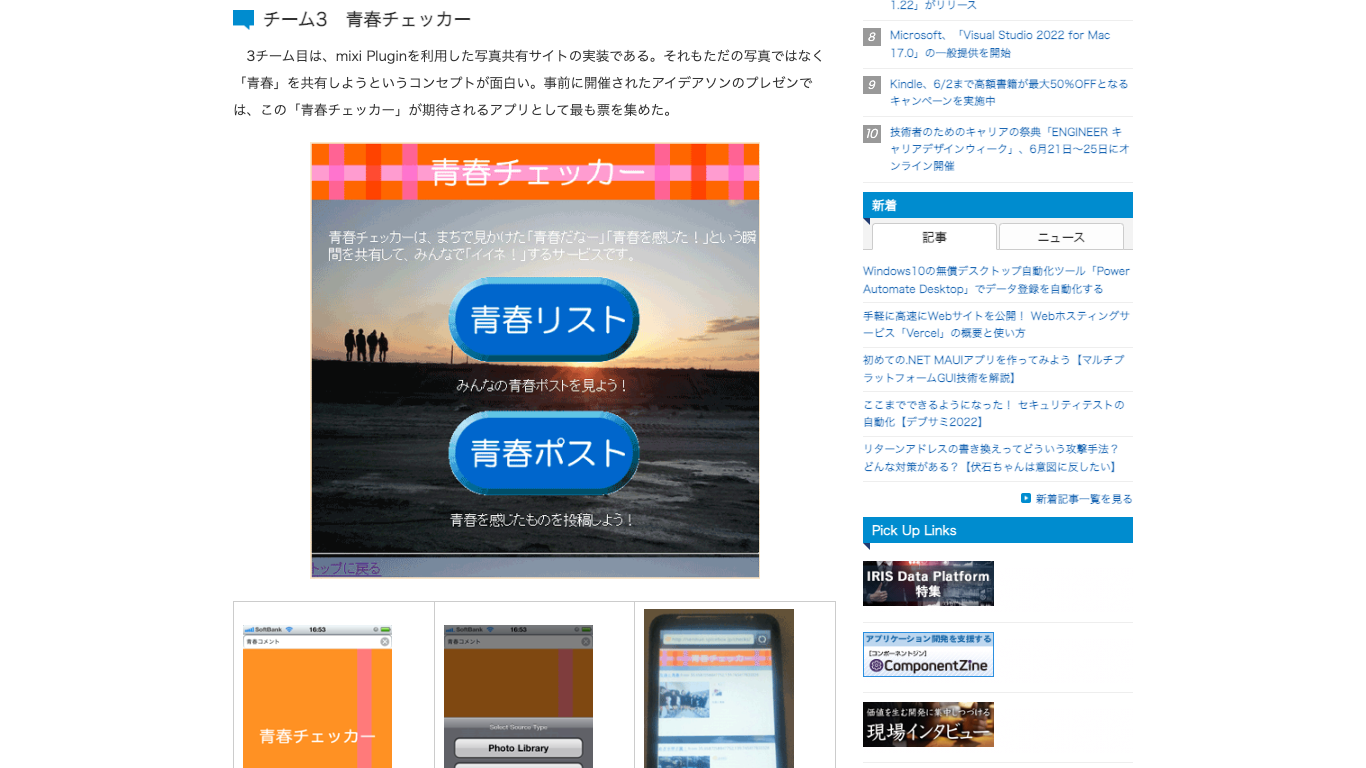 チーム3　青春チェッカー
3チーム目は、mixi Pluginを利用した写真共有サイトの実装である。それもただの写真ではなく
「青春」を共有しようというコンセプトが面白い。事前に開催されたアイデアソンのプレゼンで
は、この「青春チェッカー」が期待されるアプリとして最も票を集めた。
青春チェッカー
青春チェッカーは、まちで見かけた「青春だなー」「青春を感じた！」という瞬
間を共有して、みんなで「イイネ！」するサービスです。
青春リスト
みんなの青春ポストを見よう！
青春ポスト
青春を感じたものを投稿しよう！
トップに戻る
SoftBank 16:53
青春コメント
青春チェッカー
SoftBank 16:53
青春コメント
Select Source Type
Photo Library
青春チェッカー
1.22」がリリース
8 Microsoft、「Visual Studio 2022 for Mac
17.0」の一般提供を開始
9 Kindle、6/2まで高額書籍が最大50%OFFとなる
キャンペーンを実施中
10 技術者のためのキャリアの祭典「ENGINEER キ
ャリアデザインウィーク」、6月21日～25日にオ
ンライン開催
新着
記事 ニュース
Windows10の無償デスクトップ自動化ツール「Power
Automate Desktop」でデータ登録を自動化する
手軽に高速にWebサイトを公開！ Webホスティングサ
ービス「Vercel」の概要と使い方
初めての.NET MAUIアプリを作ってみよう【マルチプ
ラットフォームGUI技術を解説】
ここまでできるようになった！ セキュリティテストの
自動化【デブサミ2022】
リターンアドレスの書き換えってどういう攻撃手法？
どんな対策がある？【伏石ちゃんは意図に反したい】
新着記事一覧を見る
Pick Up Links
IRIS Data Platform
特集
アプリケーション開発を支援する
[コンポーネントジン]
ComponentZine
価値を生む開発に集中しつづける
現場インタビュー